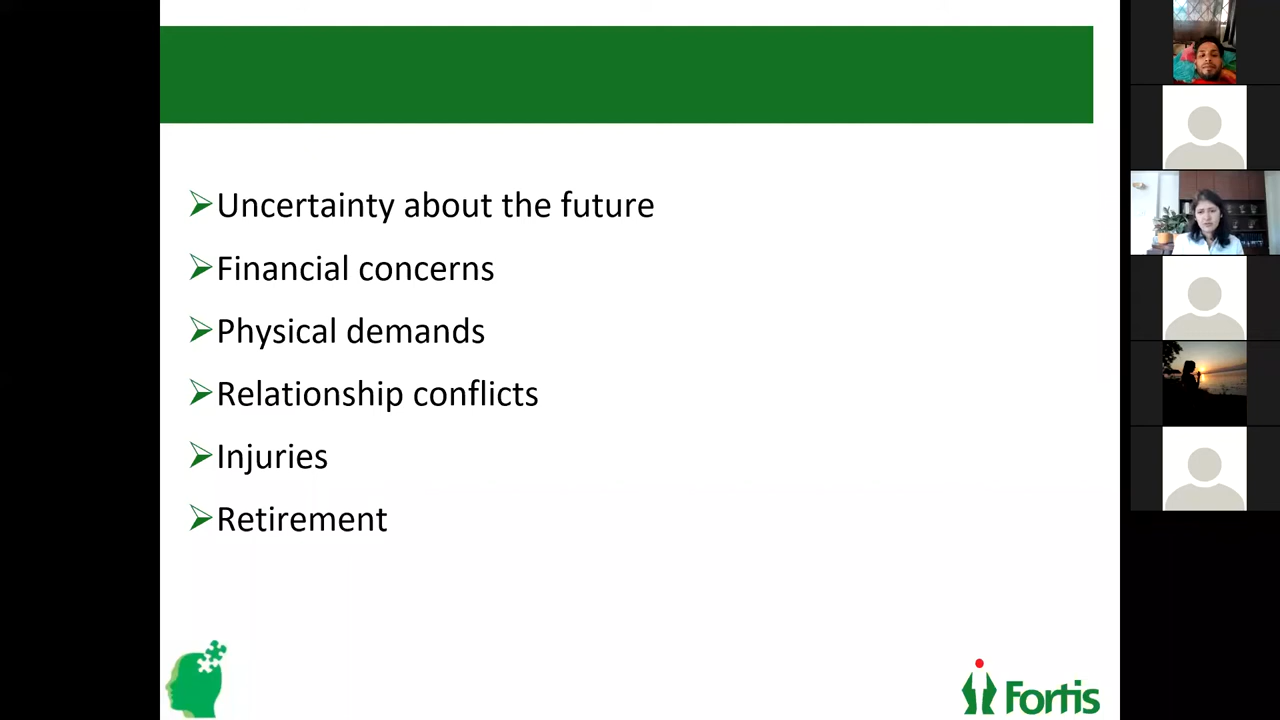 Uncertainty about the future
Financial concerns
Physical demands
Relationship conflicts
Injuries
Retirement
Fortis